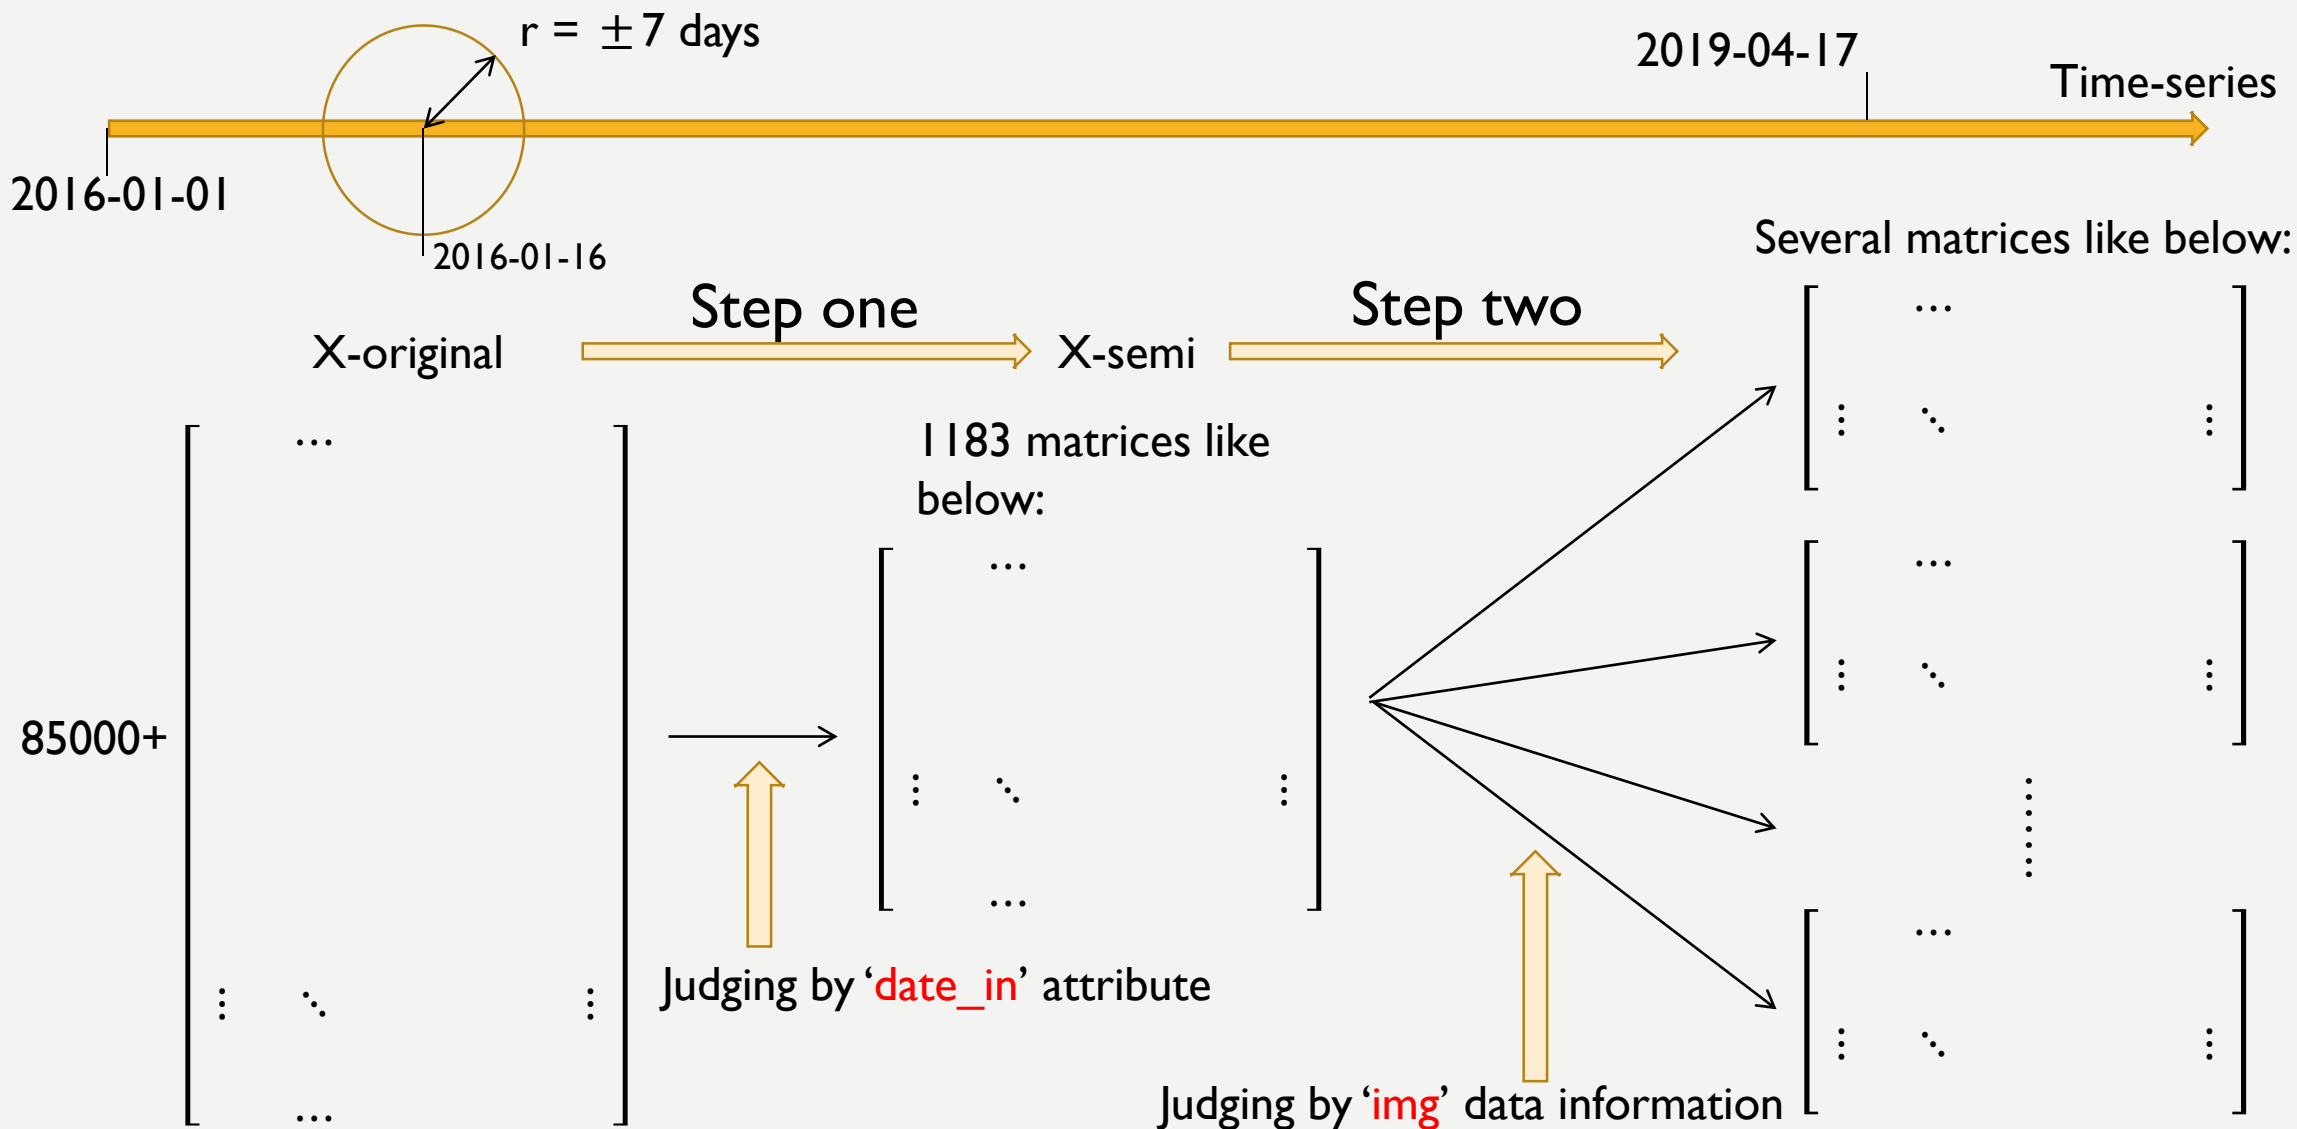 r = ±7 days
2019-04-17
Time-series
2016-01-01
2016-01-16
Several matrices like below:
Step one
Step two
X-original
X-semi
1183 matrices like
below:
85000+
Judging by ‘date_in’ attribute
Judging by ‘img’ data information